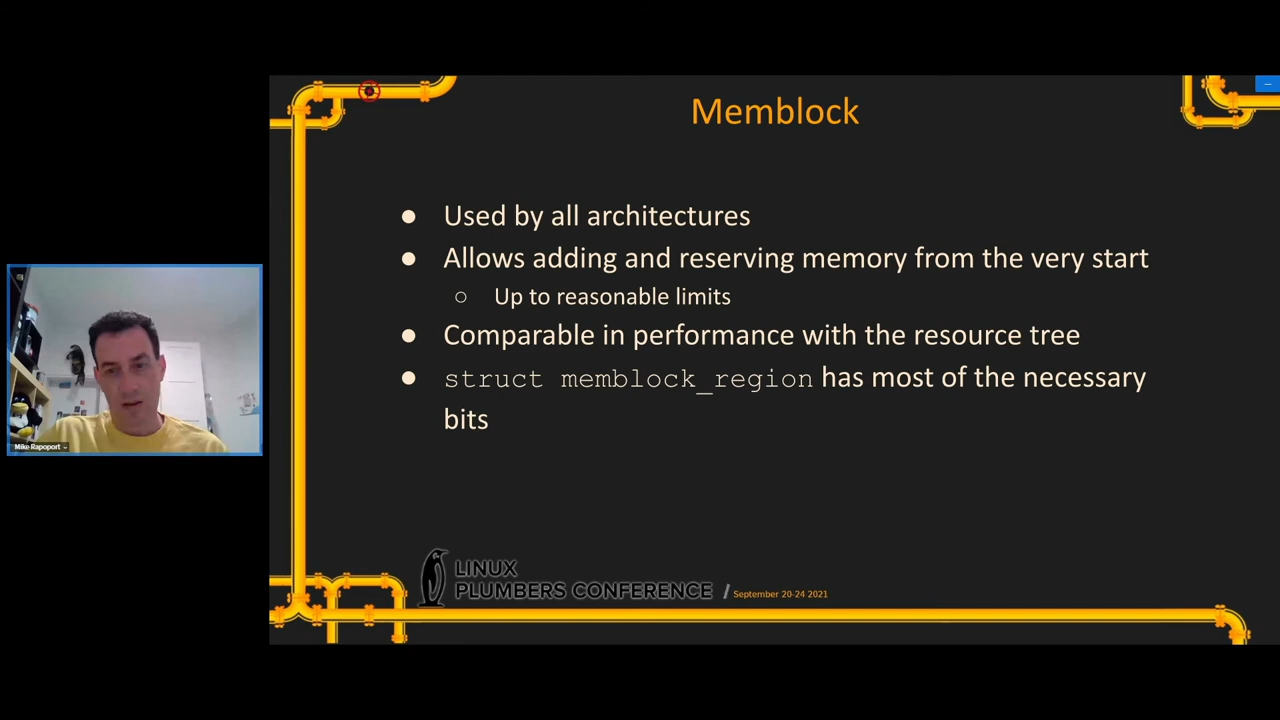 Memblock
● Used by all architectures
● Allows adding and reserving memory from the very start
○ Up to reasonable limits
● Comparable in performance with the resource tree
● struct memblock_region has most of the necessary
bits
Mike Rapoport
LINUX
PLUMBERS CONFERENCE / September 20-24 2021